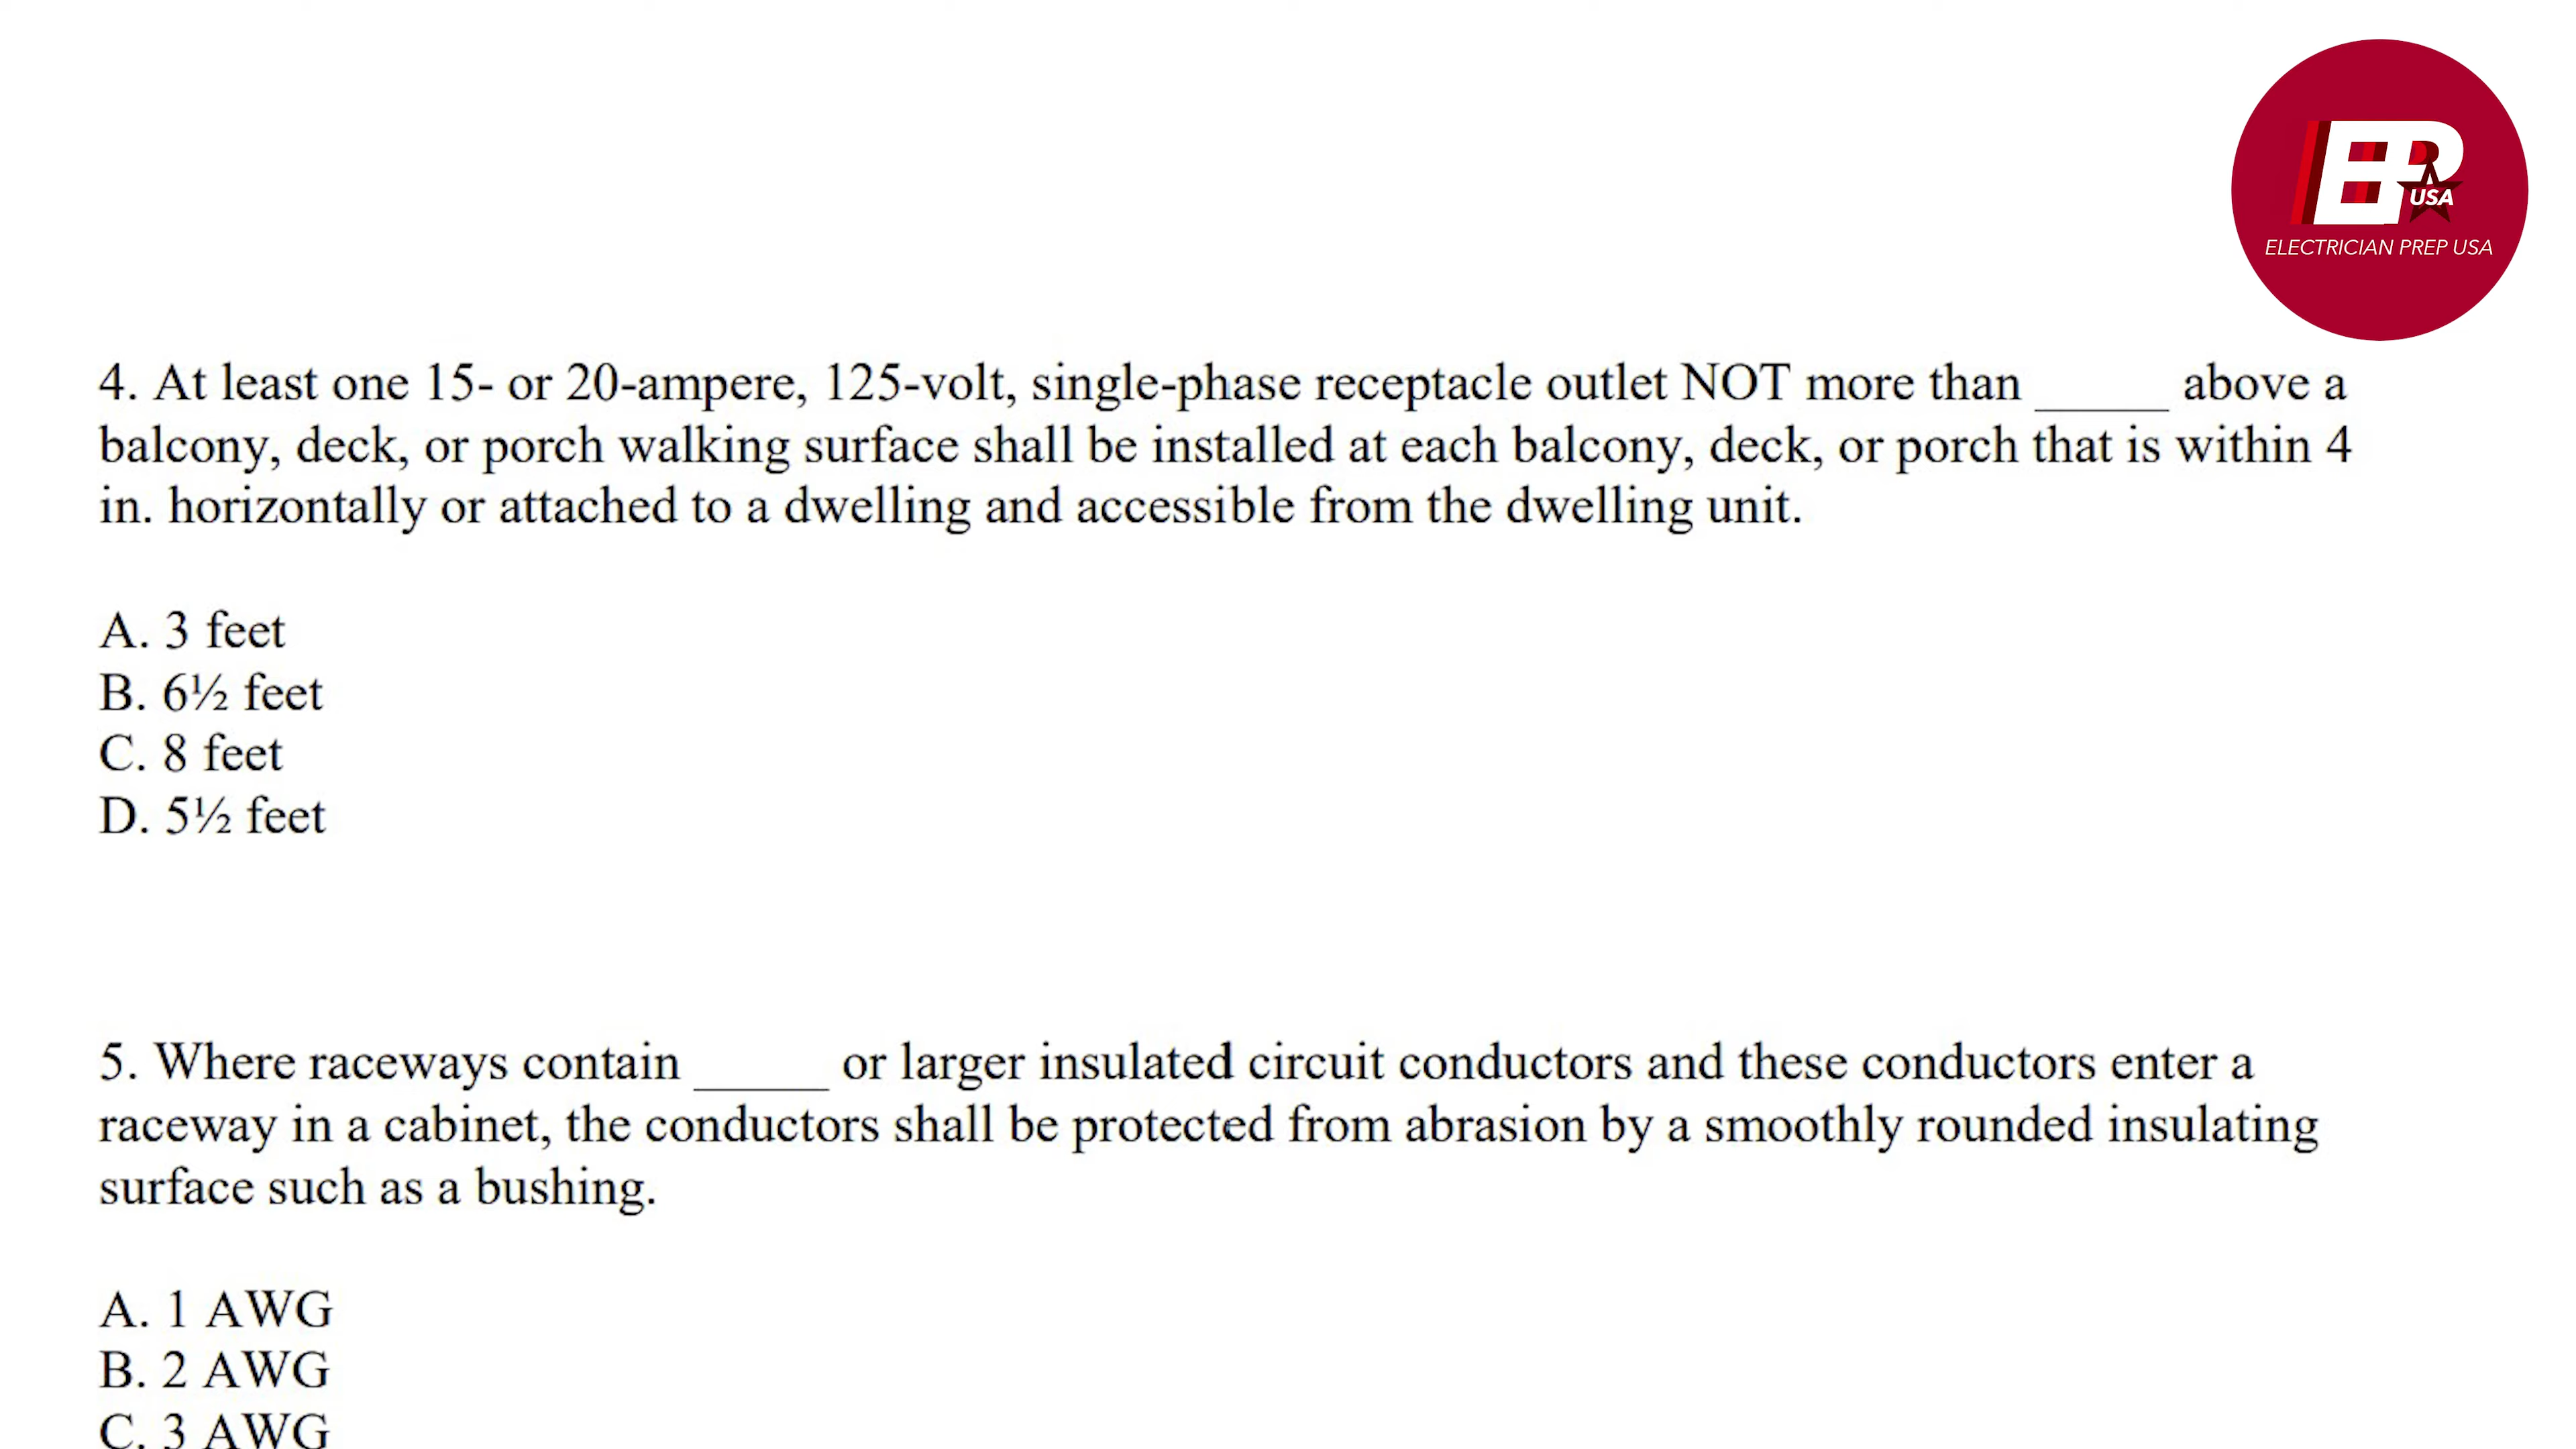 EP
USA
ELECTRICIAN PREP USA
4. At least one 15- or 20-ampere, 125-volt, single-phase receptacle outlet NOT more than _____ above a
balcony, deck, or porch walking surface shall be installed at each balcony, deck, or porch that is within 4
in. horizontally or attached to a dwelling and accessible from the dwelling unit.
A. 3 feet
B. 6½ feet
C. 8 feet
D. 5½ feet
5. Where raceways contain _____ or larger insulated circuit conductors and these conductors enter a
raceway in a cabinet, the conductors shall be protected from abrasion by a smoothly rounded insulating
surface such as a bushing.
A. 1 AWG
B. 2 AWG
C. 3 AWG